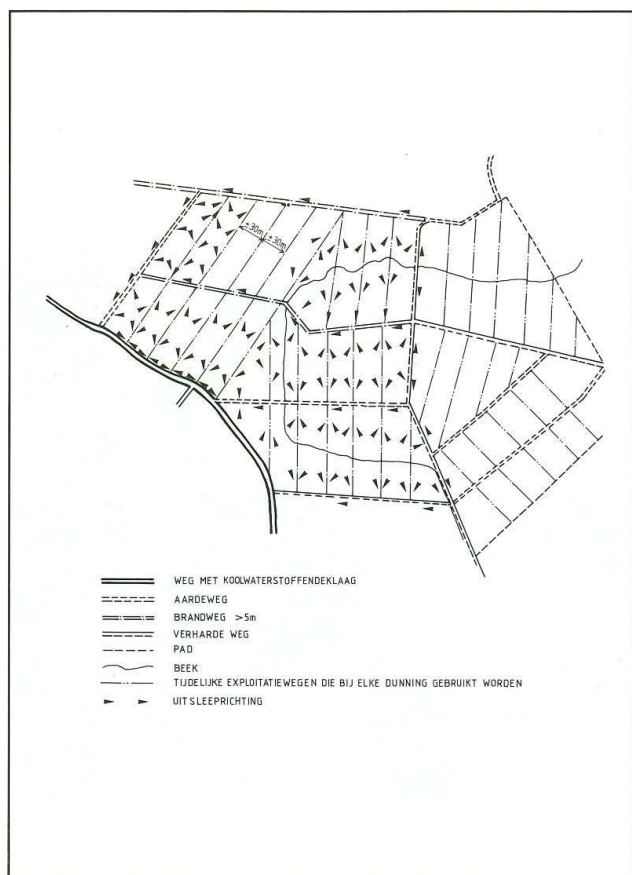 ±30m ±30m
WEG MET KOOLWATERSTOFFENDEKLAAG
AARDEWEG
BRANDWEG >5m
VERHARDE WEG
PAD
BEEK
TIJDELIJKE EXPLOITATIEWEGEN DIE BIJ ELKE DUNNING GEBRUIKT WORDEN
UITSLEEPRICHTING